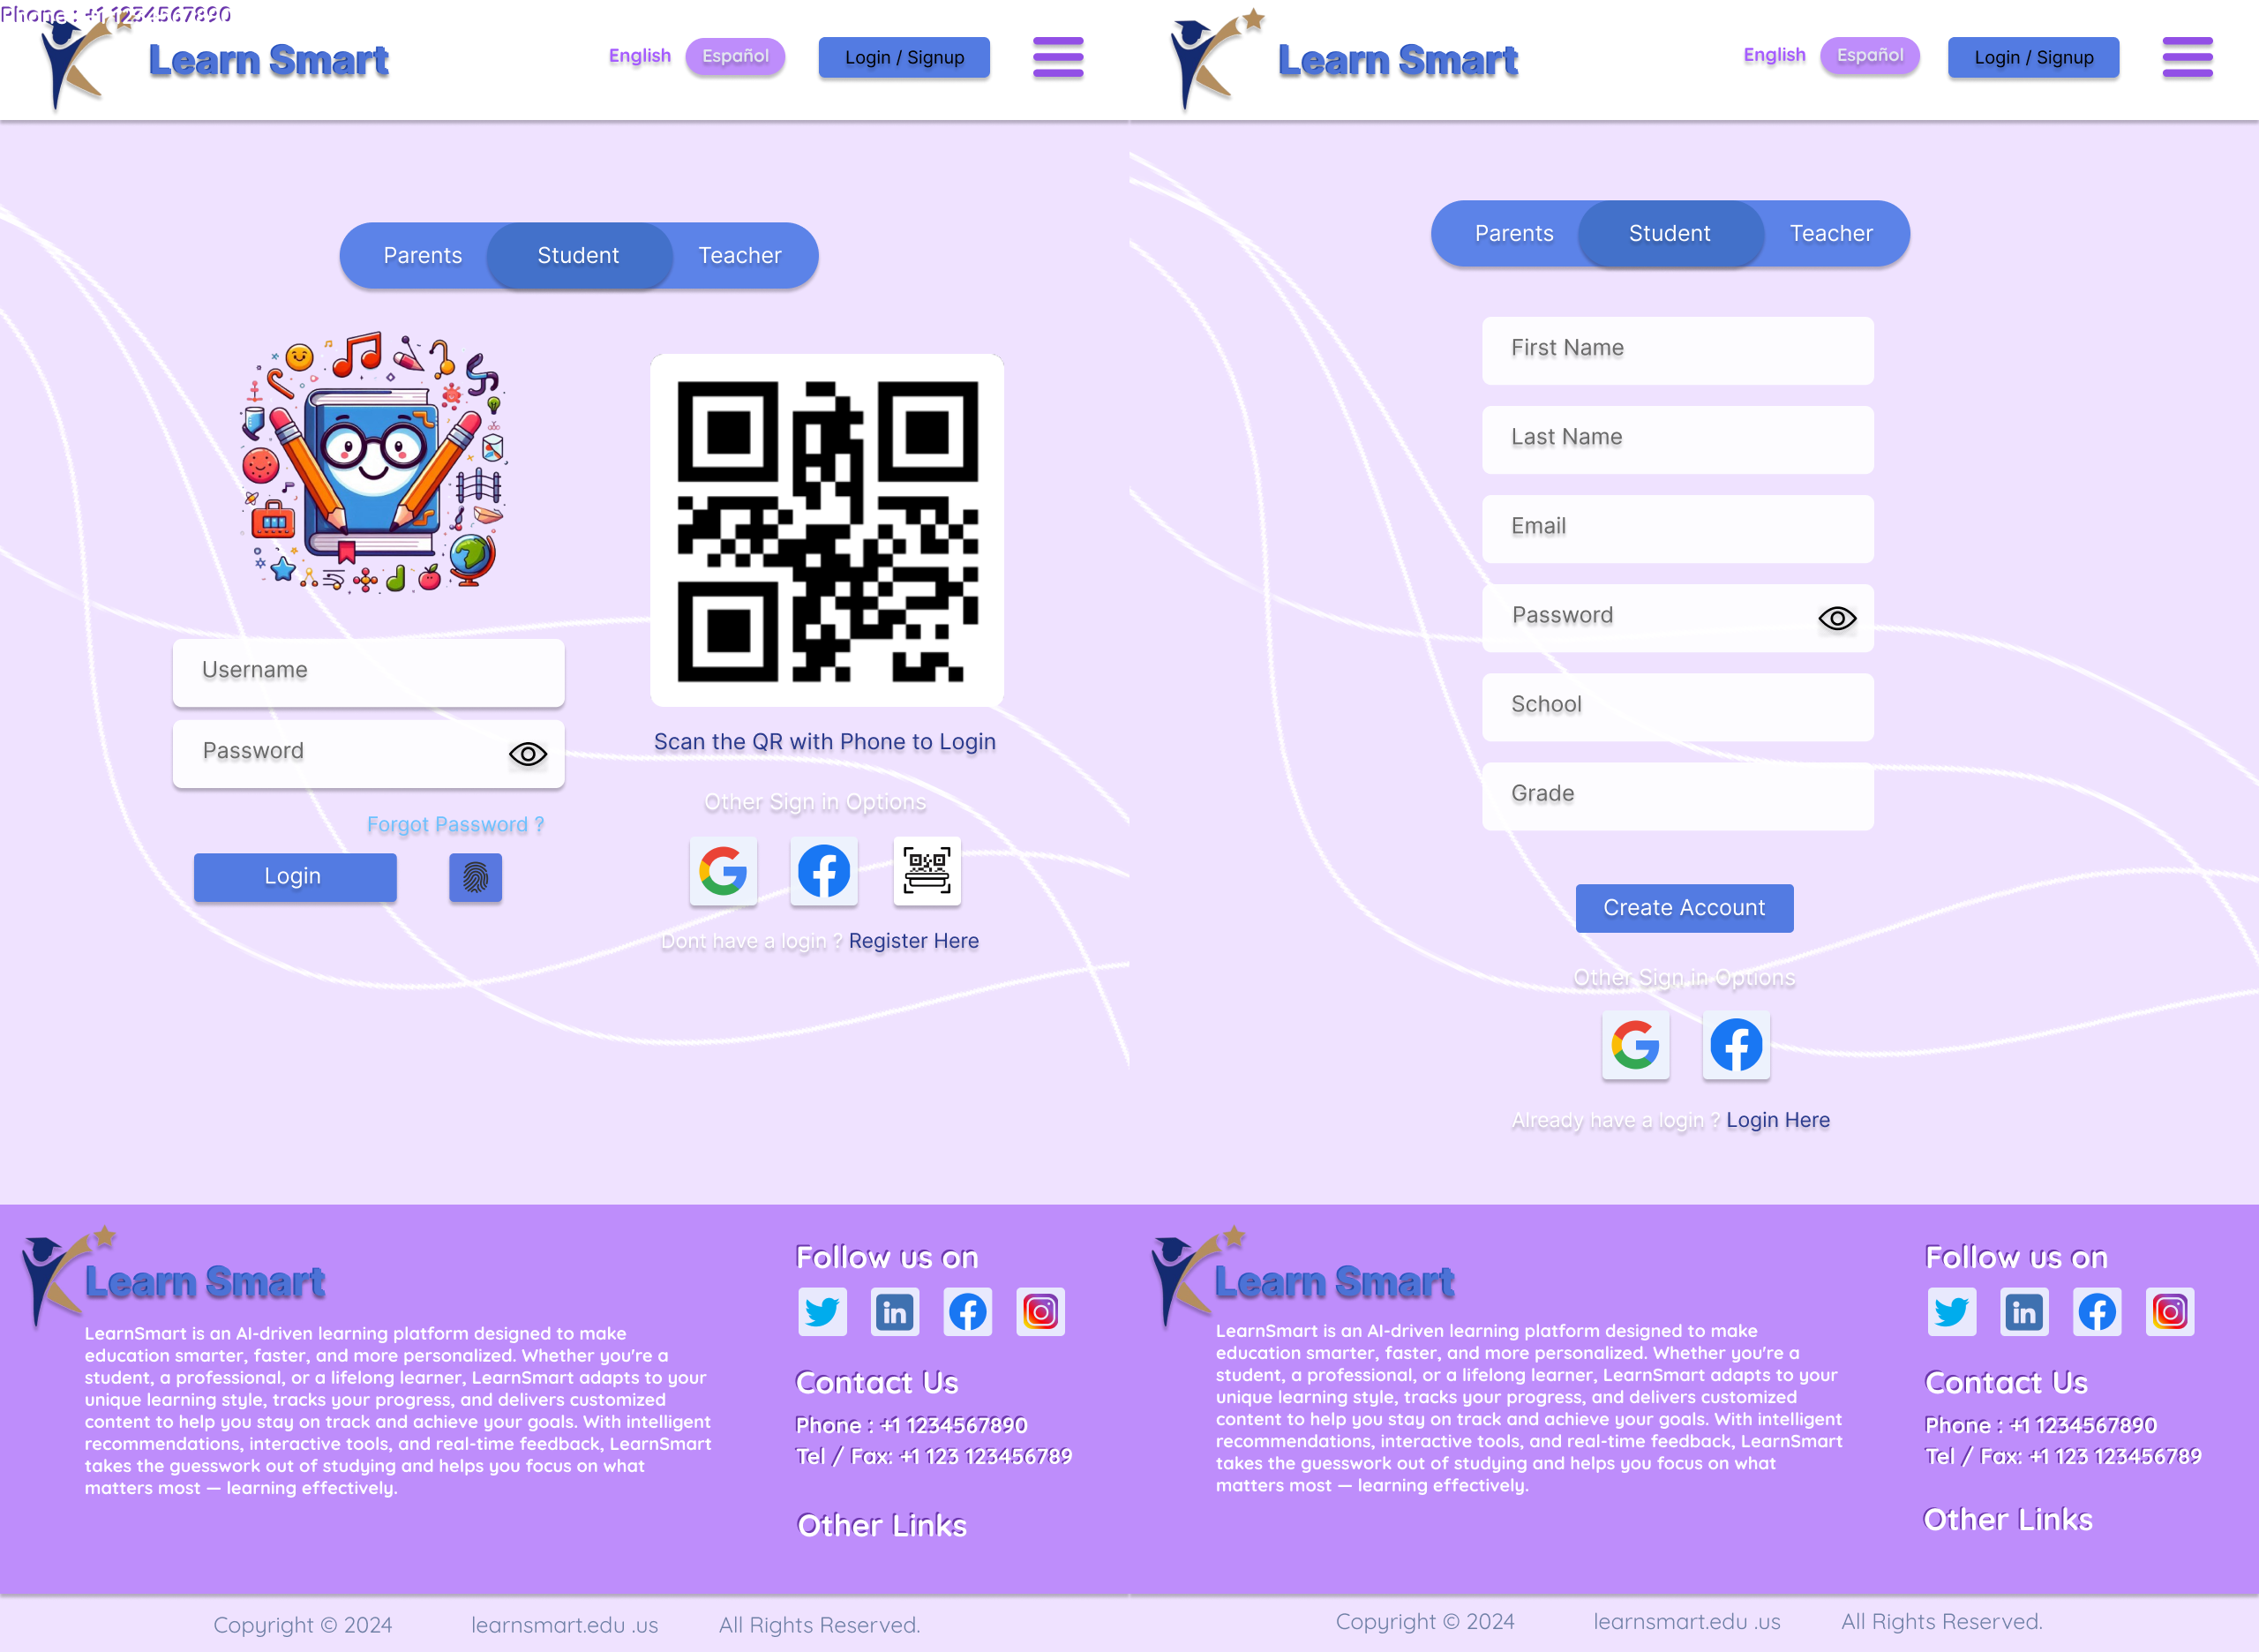 Phone : +1 1234567890
Learn Smart
English
Español
Login / Signup
Parents
Student
Teacher
Username
Password
Forgot Password ?
Login
Scan the QR with Phone to Login
Other Sign in Options
Dont have a login ? Register Here
Learn Smart
LearnSmart is an AI-driven learning platform designed to make
education smarter, faster, and more personalized. Whether you're a
student, a professional, or a lifelong learner, LearnSmart adapts to your
unique learning style, tracks your progress, and delivers customized
content to help you stay on track and achieve your goals. With intelligent
recommendations, interactive tools, and real-time feedback, LearnSmart
takes the guesswork out of studying and helps you focus on what
matters most — learning effectively.
Follow us on
in
Contact Us
Phone : +1 1234567890
Tel / Fax: +1 123 123456789
Other Links
Copyright © 2024
learnsmart.edu .us
All Rights Reserved.
Learn Smart
English
Español
Login / Signup
Parents
Student
Teacher
First Name
Last Name
Email
Password
School
Grade
Create Account
Other Sign in Options
Already have a login ? Login Here
Learn Smart
LearnSmart is an AI-driven learning platform designed to make
education smarter, faster, and more personalized. Whether you're a
student, a professional, or a lifelong learner, LearnSmart adapts to your
unique learning style, tracks your progress, and delivers customized
content to help you stay on track and achieve your goals. With intelligent
recommendations, interactive tools, and real-time feedback, LearnSmart
takes the guesswork out of studying and helps you focus on what
matters most — learning effectively.
Follow us on
in
Contact Us
Phone : +1 1234567890
Tel / Fax: +1 123 123456789
Other Links
Copyright © 2024
learnsmart.edu .us
All Rights Reserved.